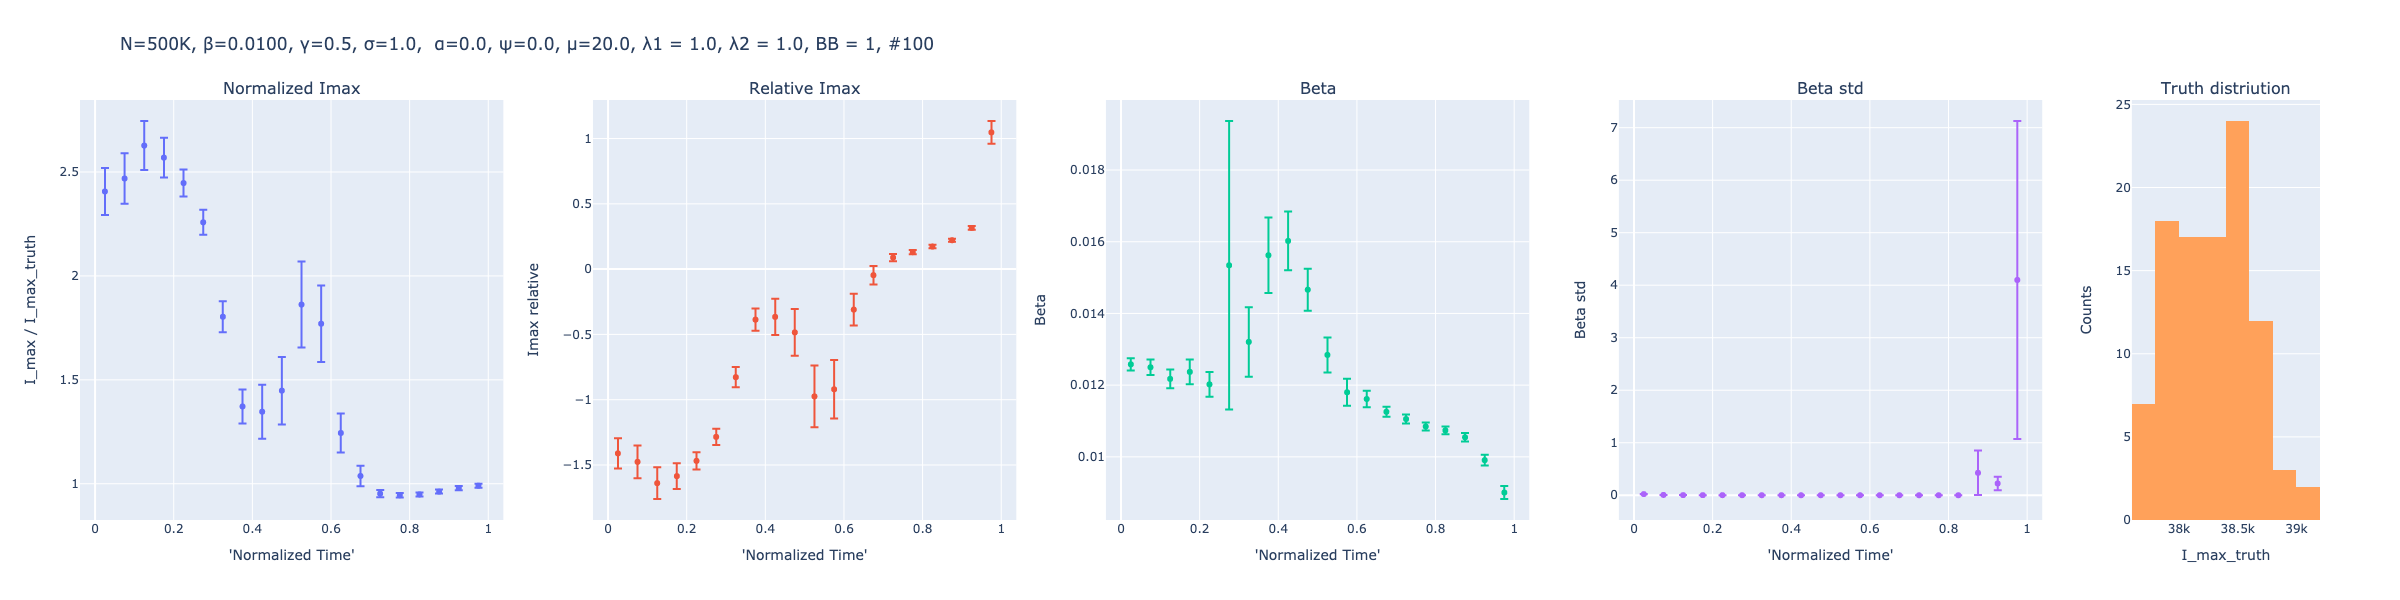 N=500K, β=0.0100, γ=0.5, σ=1.0,  α=0.0, ψ=0.0, μ=20.0, λ1 = 1.0, λ2 = 1.0, BB = 1, #100
Normalized Imax
I_max / I_max_truth
2.5
2
1.5
1
0
0.2
0.4
0.6
0.8
1
'Normalized Time'
Relative Imax
Imax relative
1
0.5
0
−0.5
−1
−1.5
0
0.2
0.4
0.6
0.8
1
'Normalized Time'
Beta
Beta
0.018
0.016
0.014
0.012
0.01
0
0.2
0.4
0.6
0.8
1
'Normalized Time'
Beta std
Beta std
7
6
5
4
3
2
1
0
0
0.2
0.4
0.6
0.8
1
'Normalized Time'
Truth distriution
Counts
25
20
15
10
5
0
38k
38.5k
39k
I_max_truth